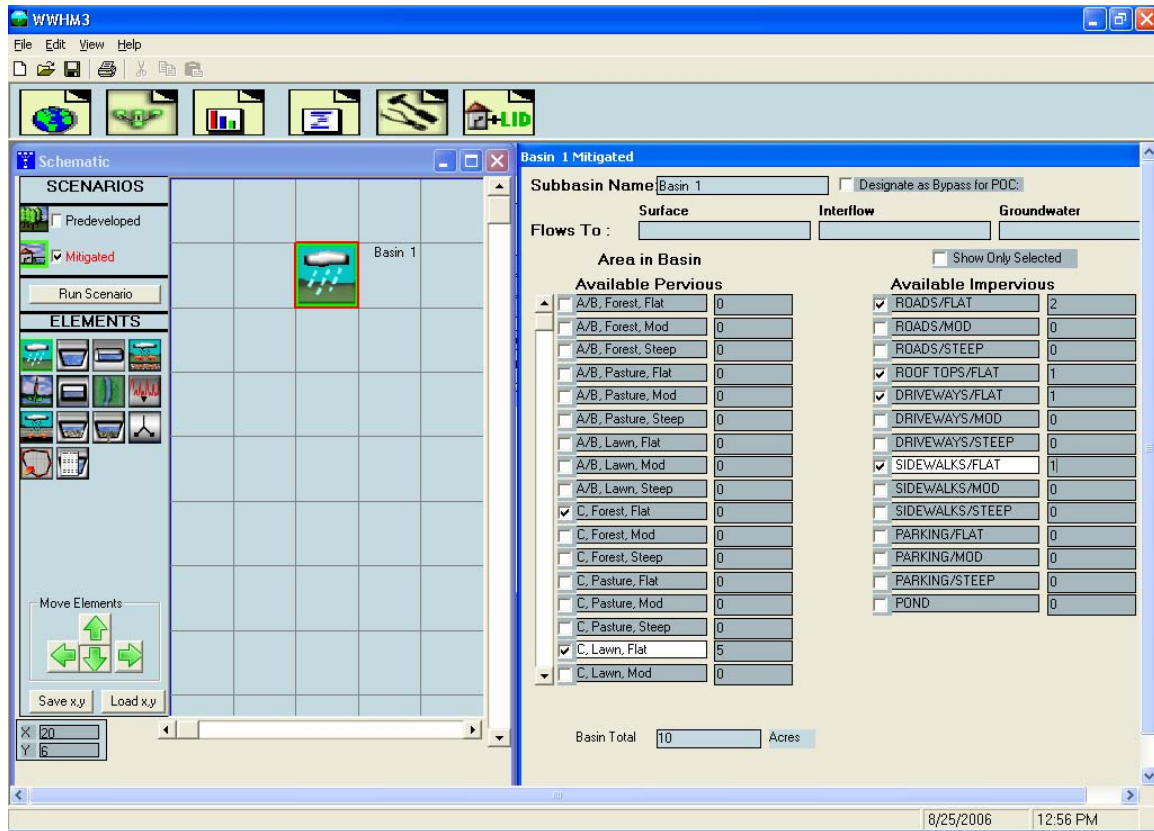 WWHM3
File Edit View Help
+LID
Schematic
SCENARIOS
Predeveloped
Mitigated
Run Scenario
ELEMENTS
Move Elements
Save x,y Load x,y
X 20
Y 6
Basin 1
Basin 1 Mitigated
Subbasin Name: Basin 1 Designate as Bypass for POC:
Surface Interflow Groundwater
Flows To :
Area in Basin Show Only Selected
Available Pervious Available Impervious
A/B, Forest, Flat 0 ROADS/FLAT 2
A/B, Forest, Mod 0 ROADS/MOD 0
A/B, Forest, Steep 0 ROADS/STEEP 0
A/B, Pasture, Flat 0 ROOF TOPS/FLAT 1
A/B, Pasture, Mod 0 DRIVEWAYS/FLAT 1
A/B, Pasture, Steep 0 DRIVEWAYS/MOD 0
A/B, Lawn, Flat 0 DRIVEWAYS/STEEP 0
A/B, Lawn, Mod 0 SIDEWALKS/FLAT 1
A/B, Lawn, Steep 0 SIDEWALKS/MOD 0
C, Forest, Flat 0 SIDEWALKS/STEEP 0
C, Forest, Mod 0 PARKING/FLAT 0
C, Forest, Steep 0 PARKING/MOD 0
C, Pasture, Flat 0 PARKING/STEEP 0
C, Pasture, Mod 0 POND 0
C, Pasture, Steep 0
C, Lawn, Flat 5
C, Lawn, Mod 0
Basin Total 10 Acres
8/25/2006 12:56 PM